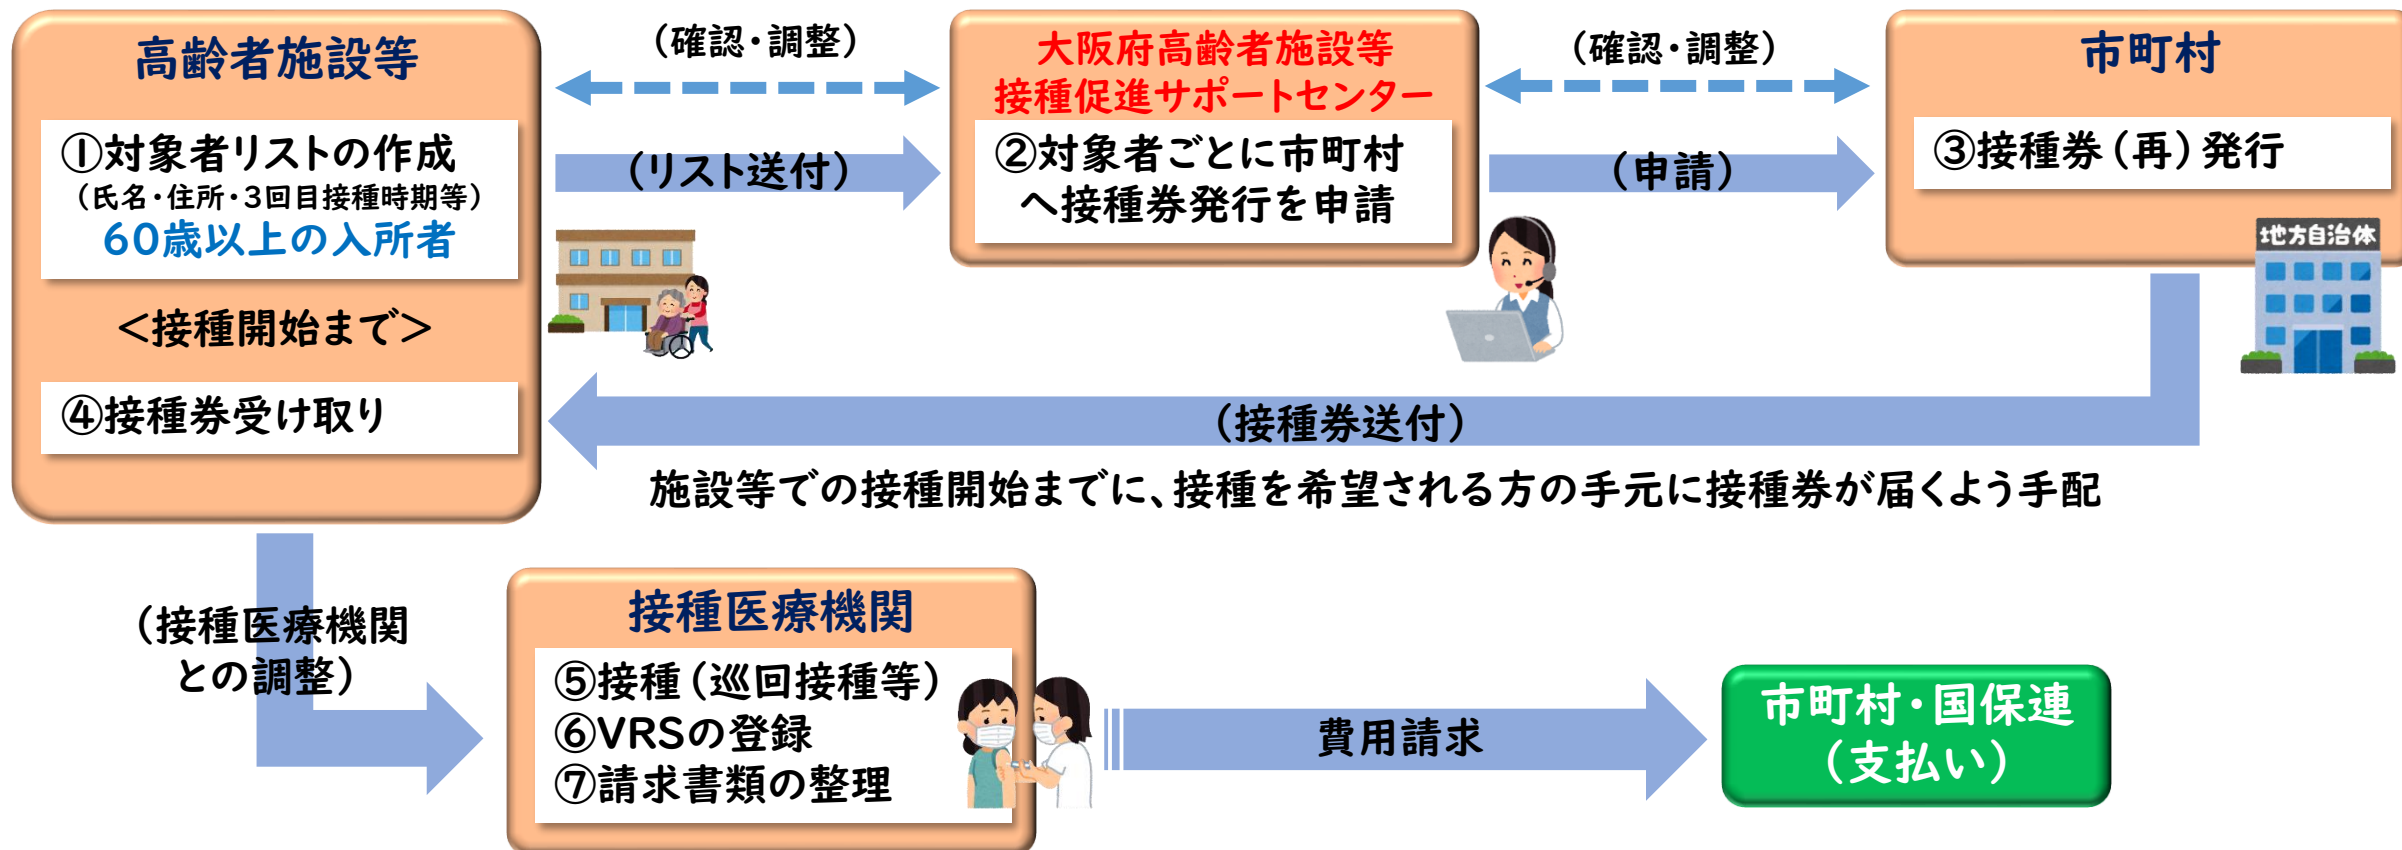 高齢者施設等
①対象者リストの作成
（氏名・住所・3回目接種時期等）
60歳以上の入所者
＜接種開始まで＞
④接種券受け取り
（確認・調整）
（リスト送付）
大阪府高齢者施設等
接種促進サポートセンター
②対象者ごとに市町村
へ接種券発行を申請
（確認・調整）
（申請）
市町村
③接種券（再）発行
地方自治体
（接種券送付）
施設等での接種開始までに、接種を希望される方の手元に接種券が届くよう手配
（接種医療機関
との調整）
接種医療機関
⑤接種（巡回接種等）
⑥VRSの登録
⑦請求書類の整理
費用請求
市町村・国保連
（支払い）